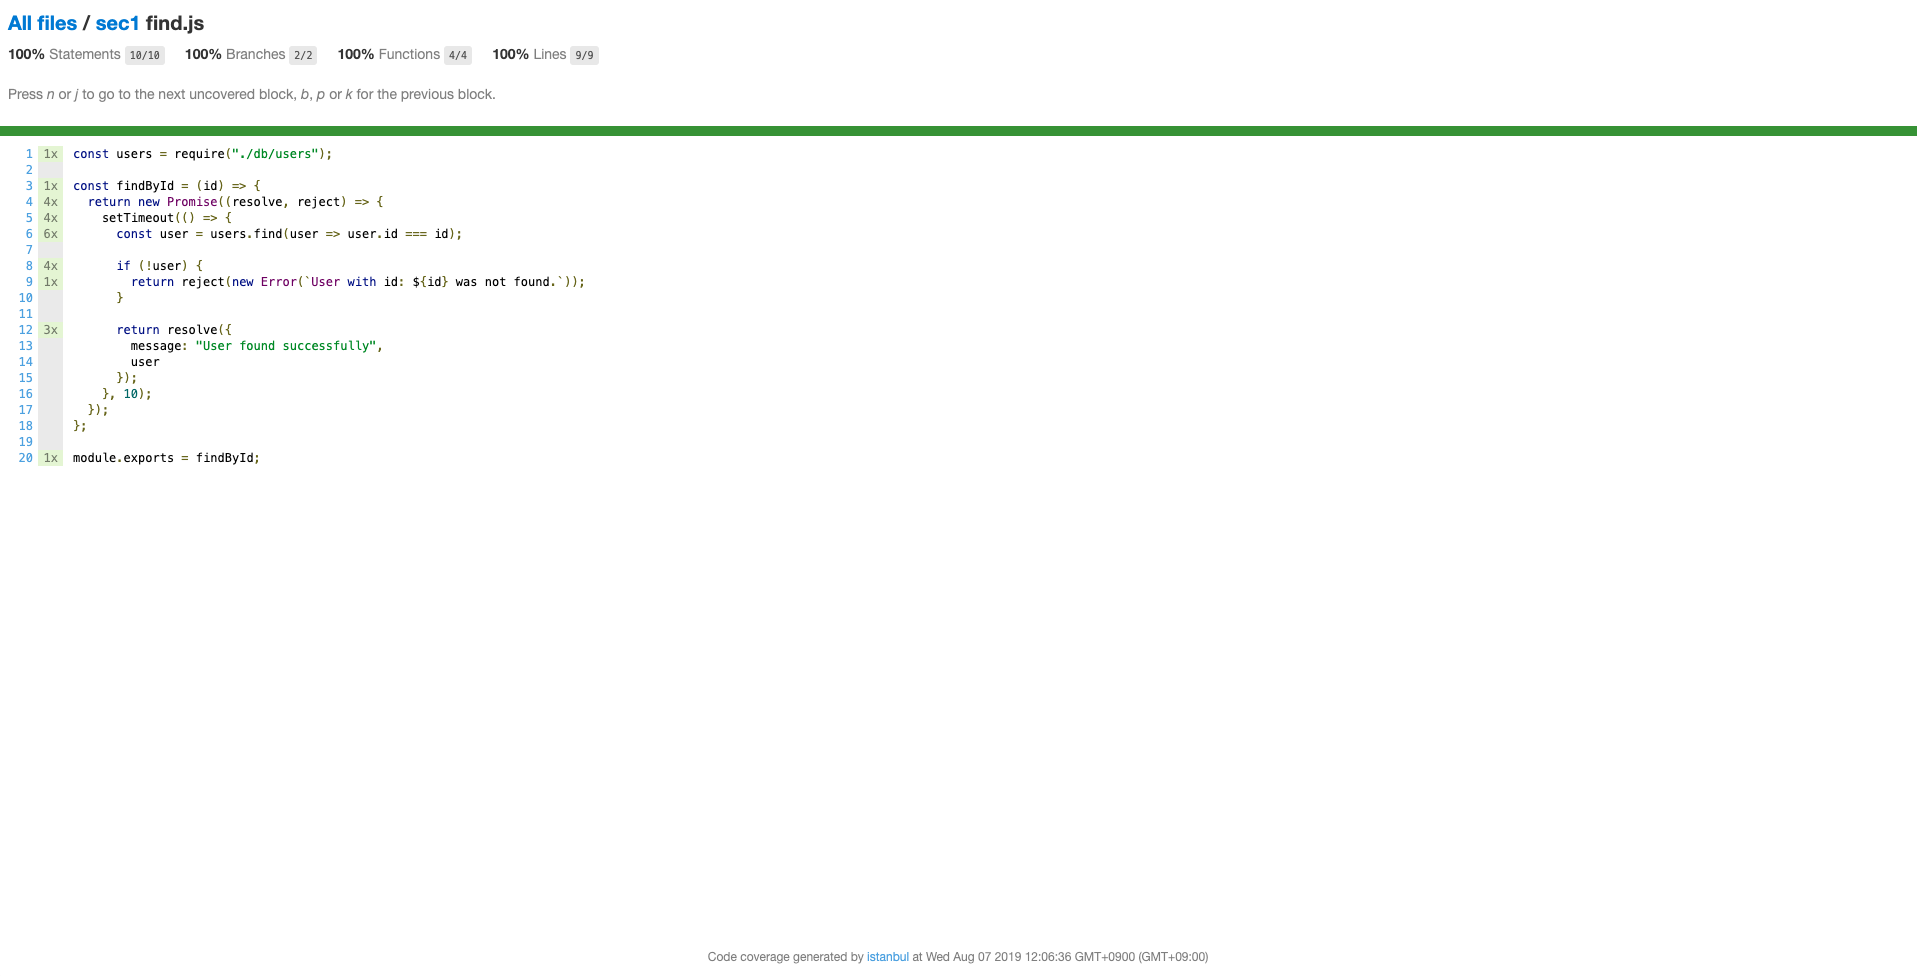 All files / sec1 find.js
100% Statements 10/10 100% Branches 2/2 100% Functions 4/4 100% Lines 9/9
Press n or j to go to the next uncovered block, b, p or k for the previous block.
1 1x const users = require("./db/users");
2
3 1x const findById = (id) => {
4 4x   return new Promise((resolve, reject) => {
5 4x     setTimeout(() => {
6 6x       const user = users.find(user => user.id === id);
7
8 4x       if (!user) {
9 1x         return reject(new Error(`User with id: ${id} was not found.`));
10       }
11
12 3x       return resolve({
13         message: "User found successfully",
14         user
15       });
16     }, 10);
17   });
18 };
19
20 1x module.exports = findById;
Code coverage generated by istanbul at Wed Aug 07 2019 12:06:36 GMT+0900 (GMT+09:00)